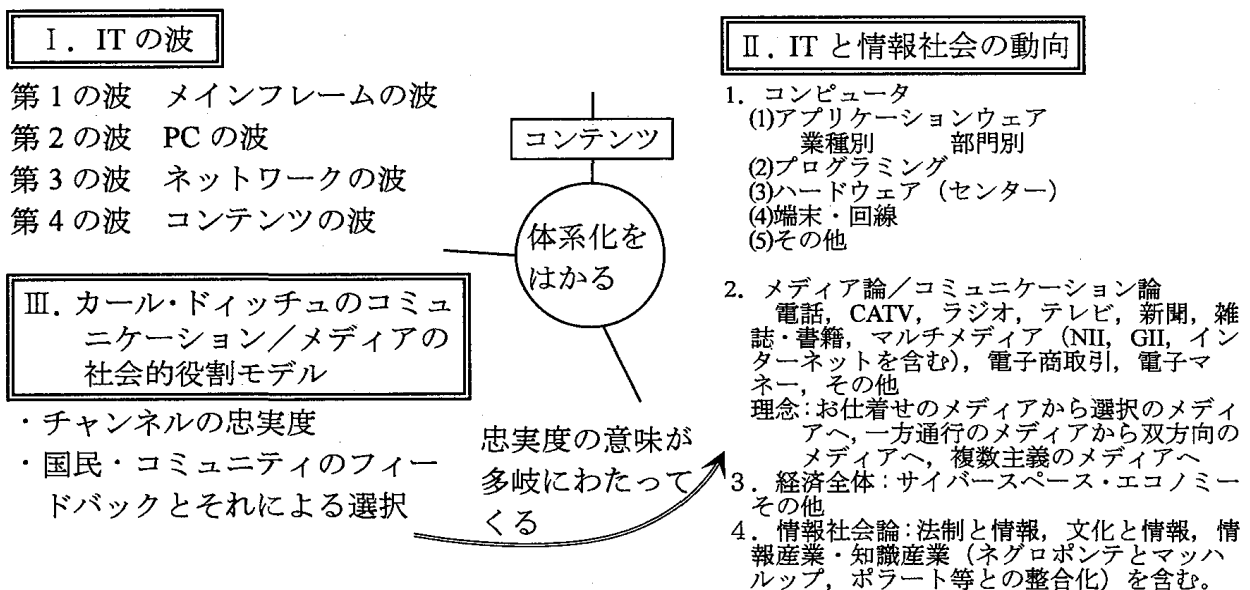 Ⅰ. ITの波
第1の波 メインフレームの波
第2の波 PCの波
第3の波 ネットワークの波
第4の波 コンテンツの波
コンテンツ
体系化を
はかる
Ⅲ. カール・ドィッチュのコミュ
ニケーション/メディアの
社会的役割モデル
・チャンネルの忠実度
・国民・コミュニティのフィー
ドバックとそれによる選択
忠実度の意味が
多岐にわたって
くる
Ⅱ. ITと情報社会の動向
1. コンピュータ
(1)アプリケーションウェア
業種別 部門別
(2)プログラミング
(3)ハードウェア(センター)
(4)端末・回線
(5)その他
2. メディア論/コミュニケーション論
電話, CATV, ラジオ, テレビ, 新聞, 雑
誌・書籍, マルチメディア(NII, GII, イン
ターネットを含む), 電子商取引, 電子マ
ネー, その他
理念:お仕着せのメディアから選択のメディ
アへ, 一方通行のメディアから双方向の
メディアへ, 複数主義のメディアへ
3. 経済全体:サイバースペース・エコノミー
その他
4. 情報社会論:法制と情報, 文化と情報, 情
報産業・知識産業(ネグロポンテとマッハ
ルップ, ポラート等との整合化)を含む。